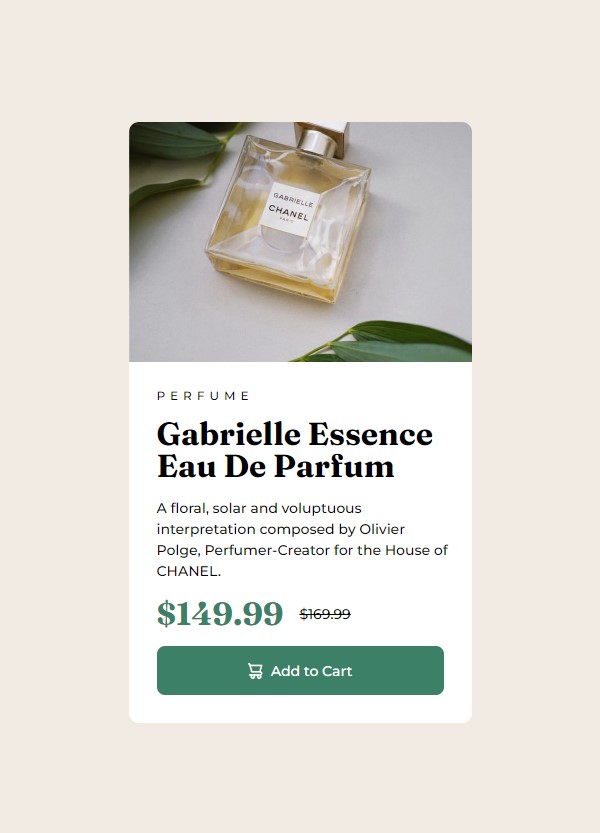 GABRIELLE
CHANEL
PARIS
PERFUME
Gabrielle Essence
Eau De Parfum
A floral, solar and voluptuous
interpretation composed by Olivier
Polge, Perfumer-Creator for the House of
CHANEL.
$149.99 $169.99
Add to Cart